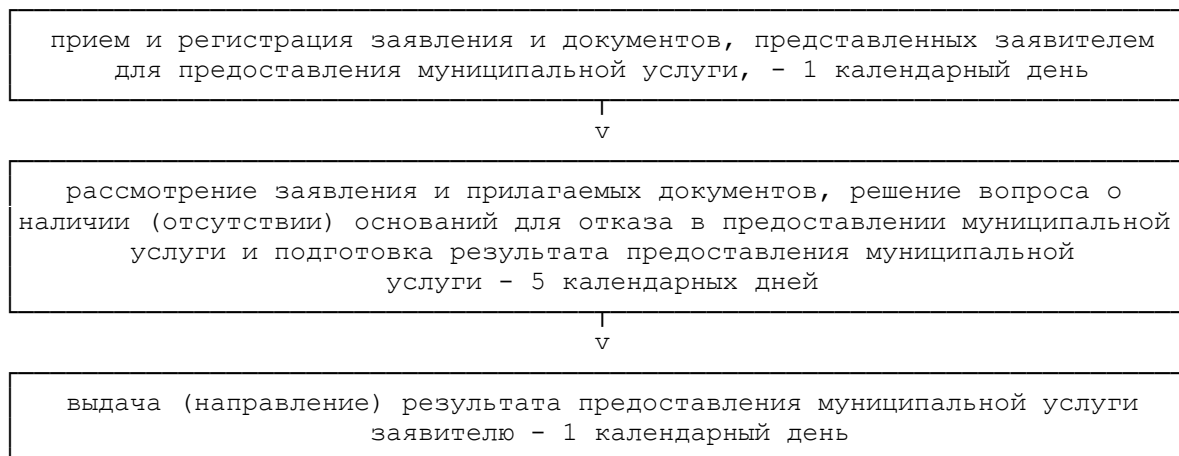 прием и регистрация заявления и документов, представленных заявителем
для предоставления муниципальной услуги, - 1 календарный день
v
рассмотрение заявления и прилагаемых документов, решение вопроса о
наличии (отсутствии) оснований для отказа в предоставлении муниципальной
услуги и подготовка результата предоставления муниципальной
услуги - 5 календарных дней
v
выдача (направление) результата предоставления муниципальной услуги
заявителю - 1 календарный день